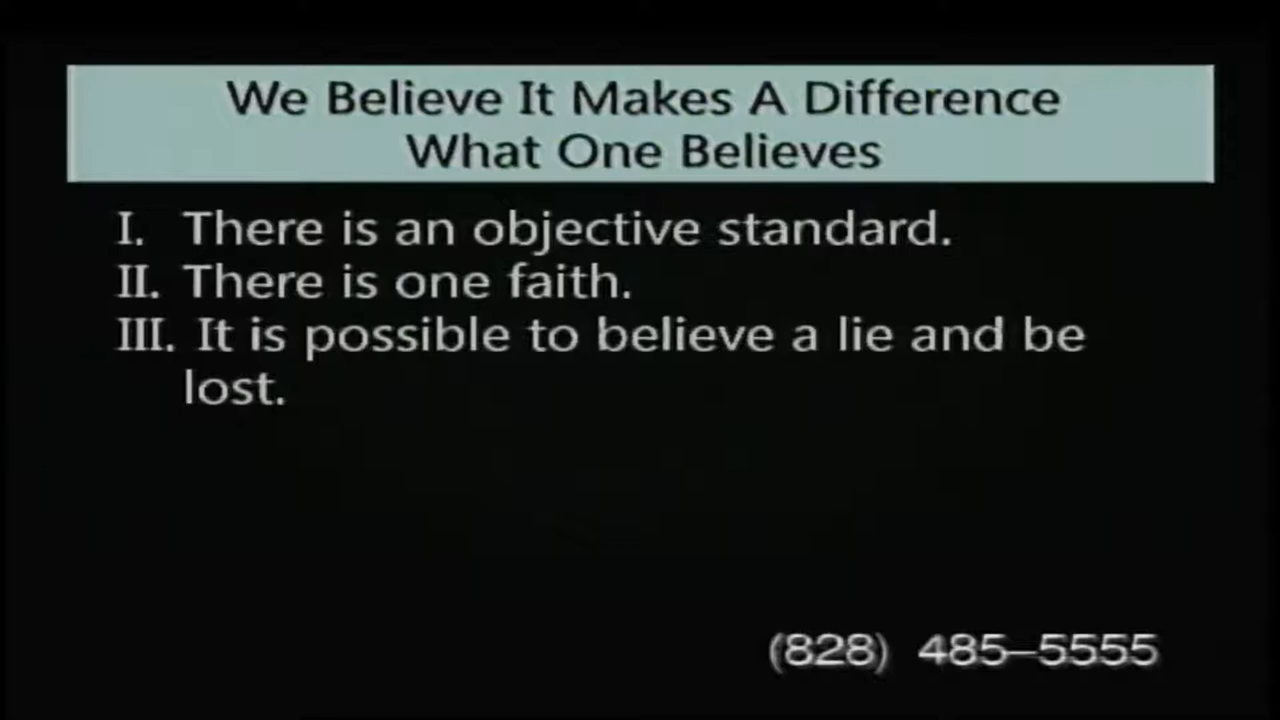 We Believe It Makes A Difference
What One Believes
I. There is an objective standard.
II. There is one faith.
III. It is possible to believe a lie and be
lost.
(828) 485–5555